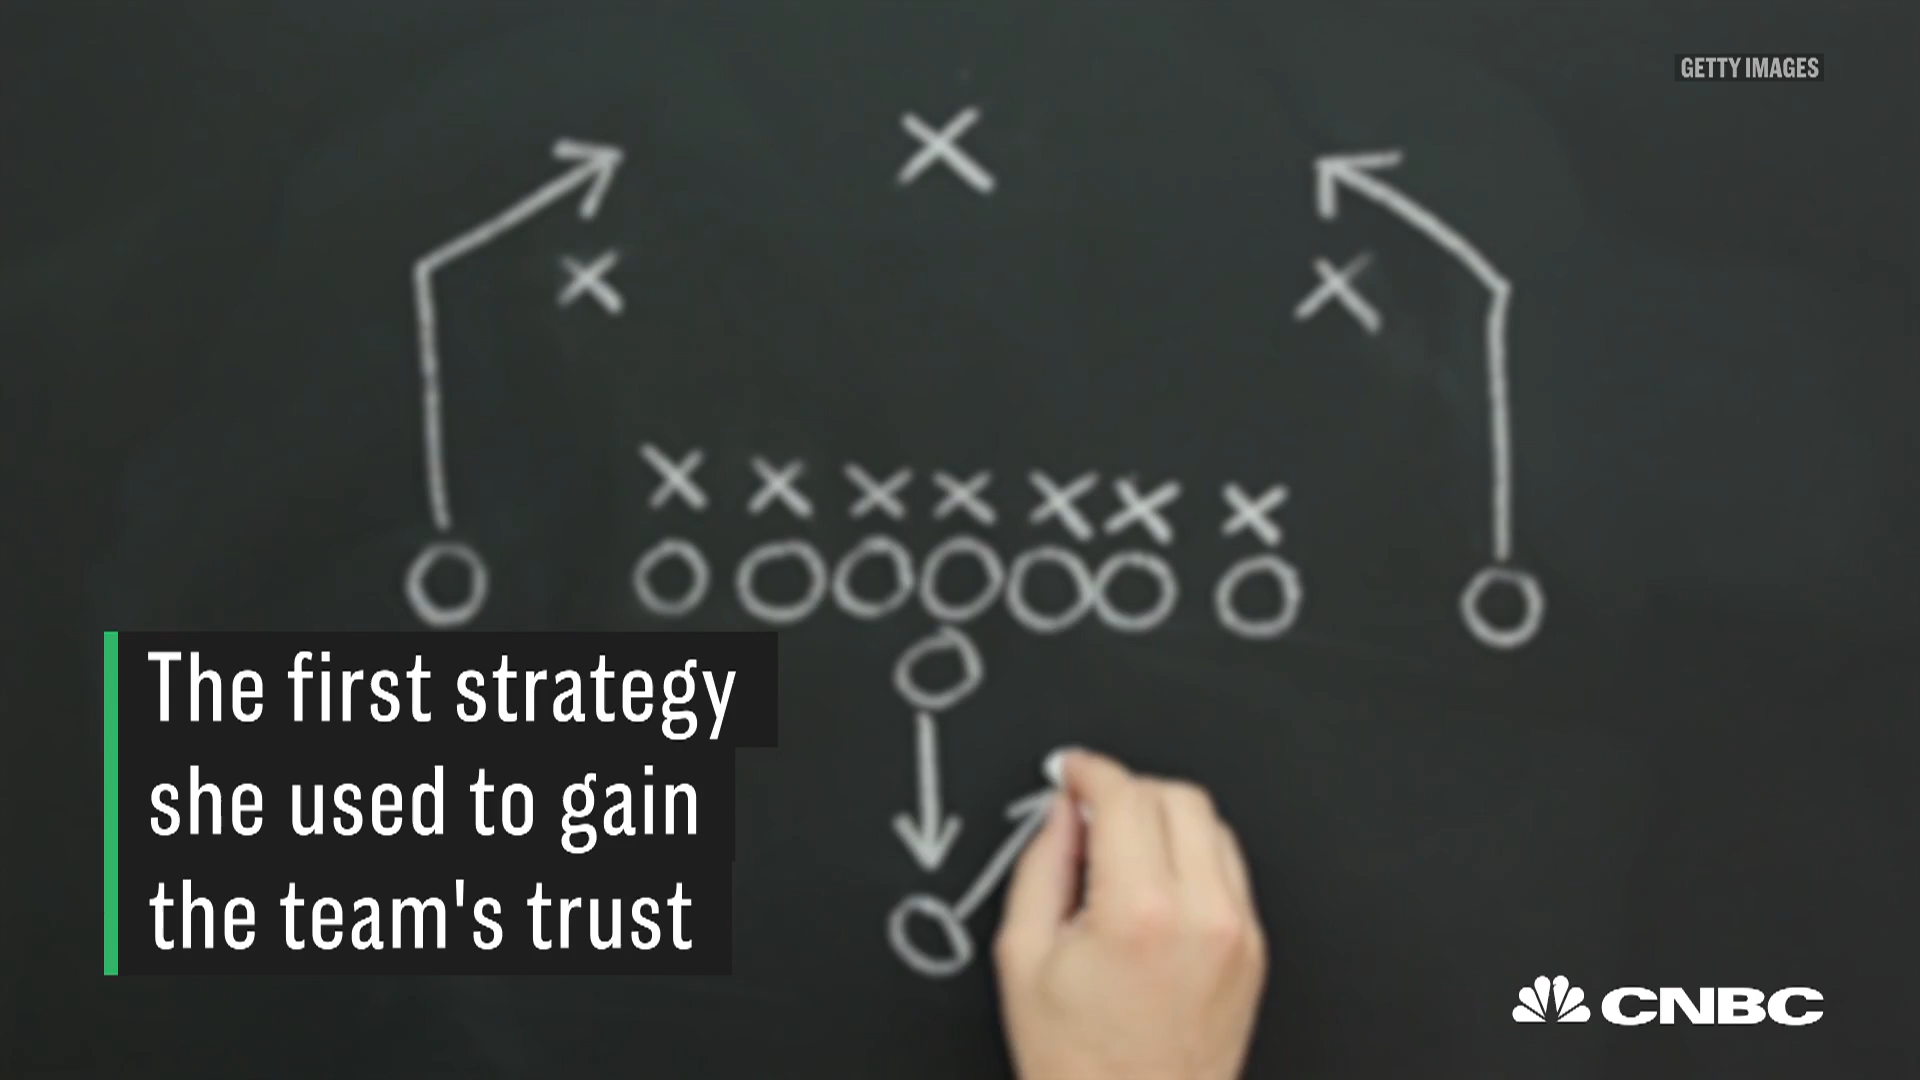 GETTY IMAGES
The first strategy
she used to gain
the team's trust
CNBC